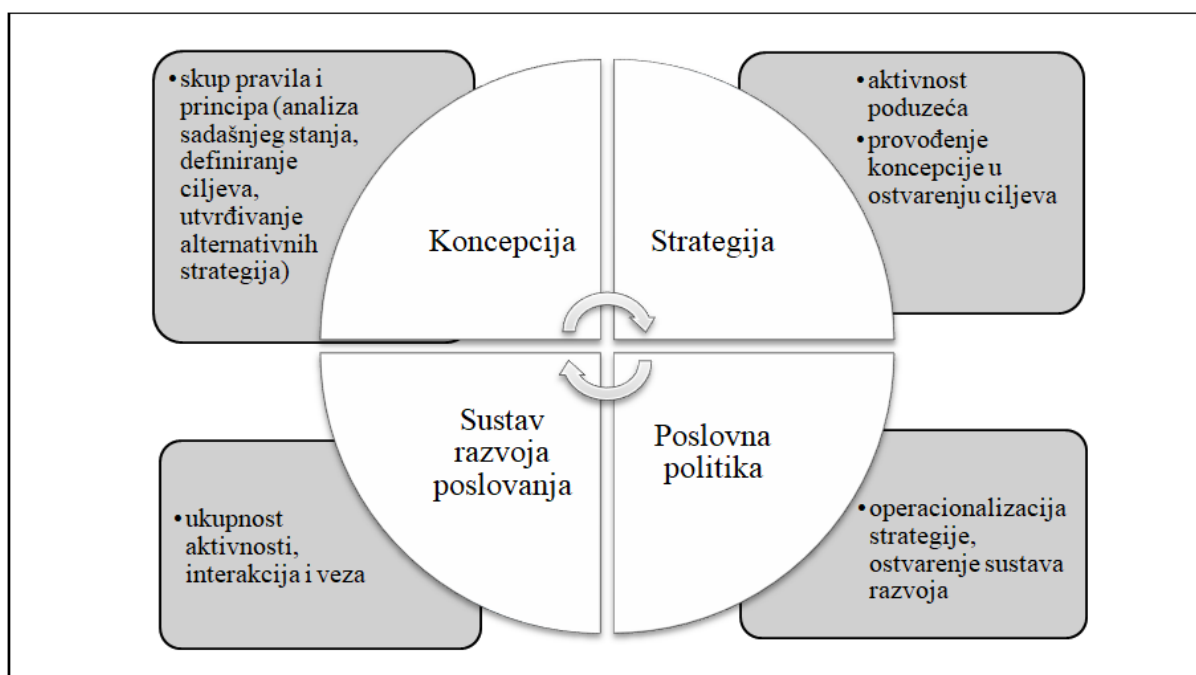 •skup pravila i
principa (analiza
sadašnjeg stanja,
definiranje
ciljeva,
utvrđivanje
alternativnih
strategija)
Koncepcija
Strategija
•aktivnost
poduzeća
•provođenje
koncepcije u
ostvarenju ciljeva
•ukupnost
aktivnosti,
interakcija i veza
Sustav
razvoja
poslovanja
Poslovna
politika
•operacionalizacija
strategije,
ostvarenje sustava
razvoja